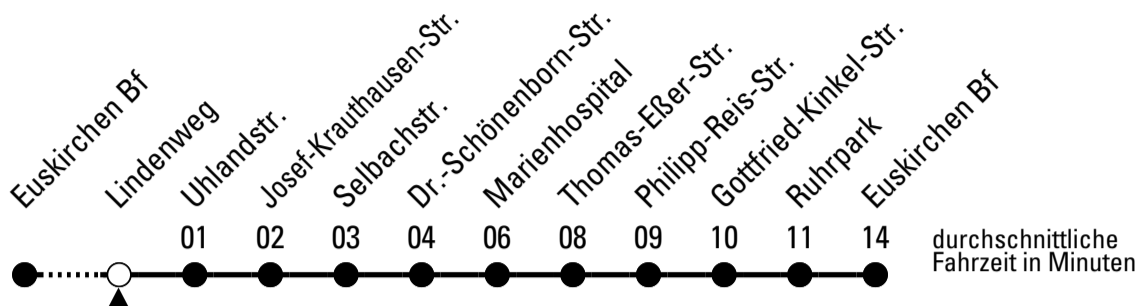 Euskirchen Bf
Lindenweg
Uhlandstr.
Josef-Krauthausen-Str.
Selbachstr.
Dr.-Schönenborn-Str.
Marienhospital
Thomas-Eßer-Str.
Philipp-Reis-Str.
Gottfried-Kinkel-Str.
Ruhrpark
Euskirchen Bf
01 02 03 04 06 08 09 10 11 14
durchschnittliche
Fahrzeit in Minuten